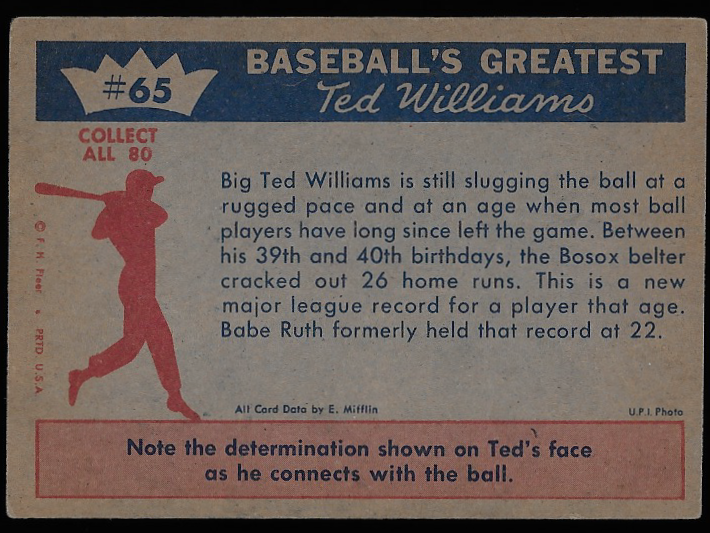 #65
BASEBALL'S GREATEST
Ted Williams
COLLECT
ALL 80
Big Ted Williams is still slugging the ball at a
rugged pace and at an age when most ball
players have long since left the game. Between
his 39th and 40th birthdays, the Bosox belter
cracked out 26 home runs. This is a new
major league record for a player that age.
Babe Ruth formerly held that record at 22.
© F. H. Fleer • PRTD U.S.A
All Card Data by E. Mifflin
U.P.I. Photo
Note the determination shown on Ted's face
as he connects with the ball.